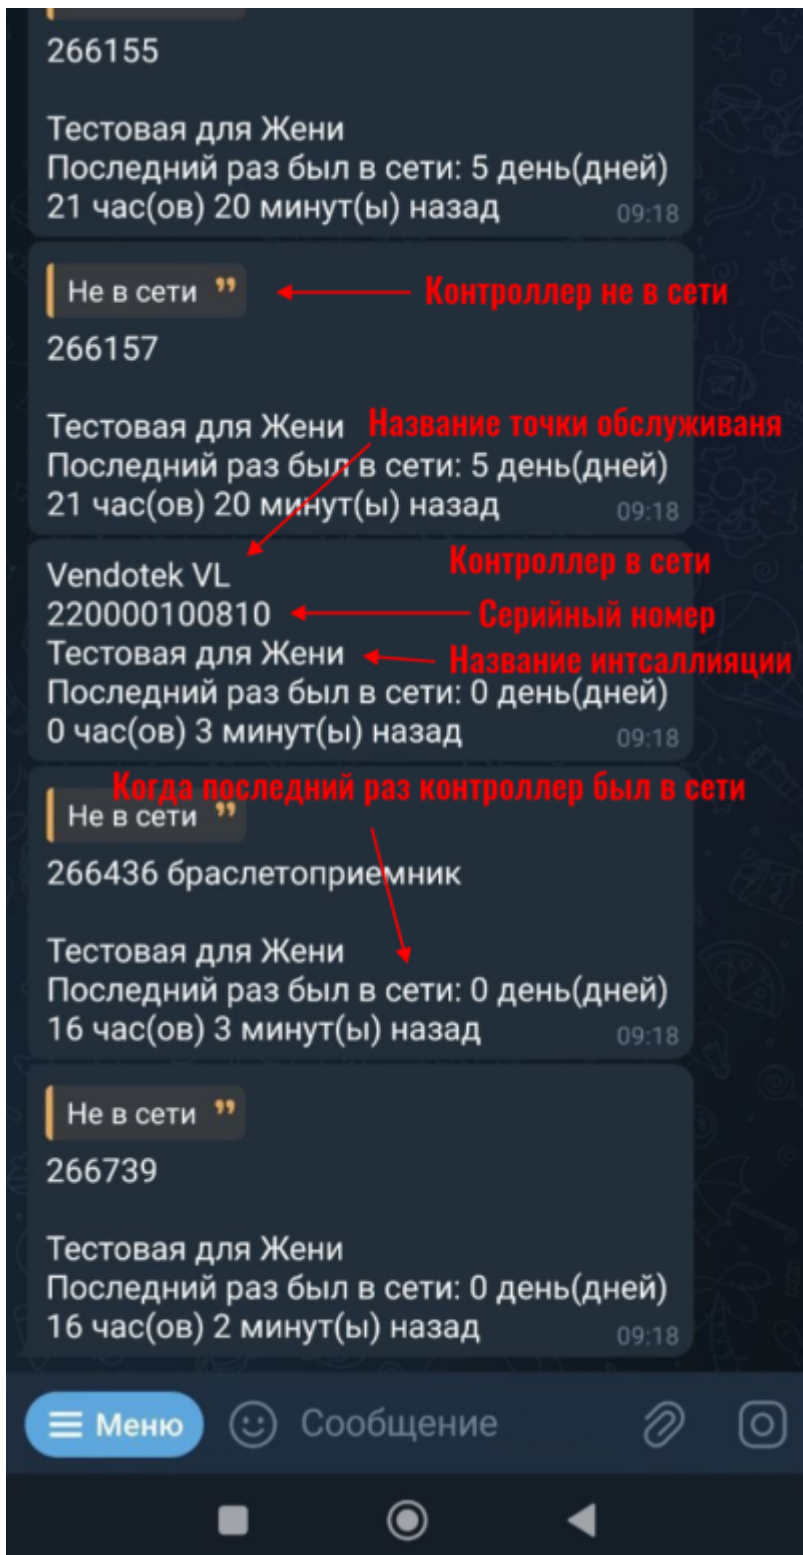 266155
Тестовая для Жени
Последний раз был в сети: 5 день(дней)
21 час(ов) 20 минут(ы) назад
09:18
Не в сети ”
Контроллер не в сети
266157
Тестовая для Жени
Название точки обслуживаня
Последний раз был в сети: 5 день(дней)
21 час(ов) 20 минут(ы) назад
09:18
Vendotek VL
Контроллер в сети
220000100810
Серийный номер
Тестовая для Жени
Название интсаллияции
Последний раз был в сети: 0 день(дней)
0 час(ов) 3 минут(ы) назад
09:18
Когда последний раз контроллер был в сети
Не в сети ”
266436 браслетоприемник
Тестовая для Жени
Последний раз был в сети: 0 день(дней)
16 час(ов) 3 минут(ы) назад
09:18
Не в сети ”
266739
Тестовая для Жени
Последний раз был в сети: 0 день(дней)
16 час(ов) 2 минут(ы) назад
09:18
Меню
Сообщение